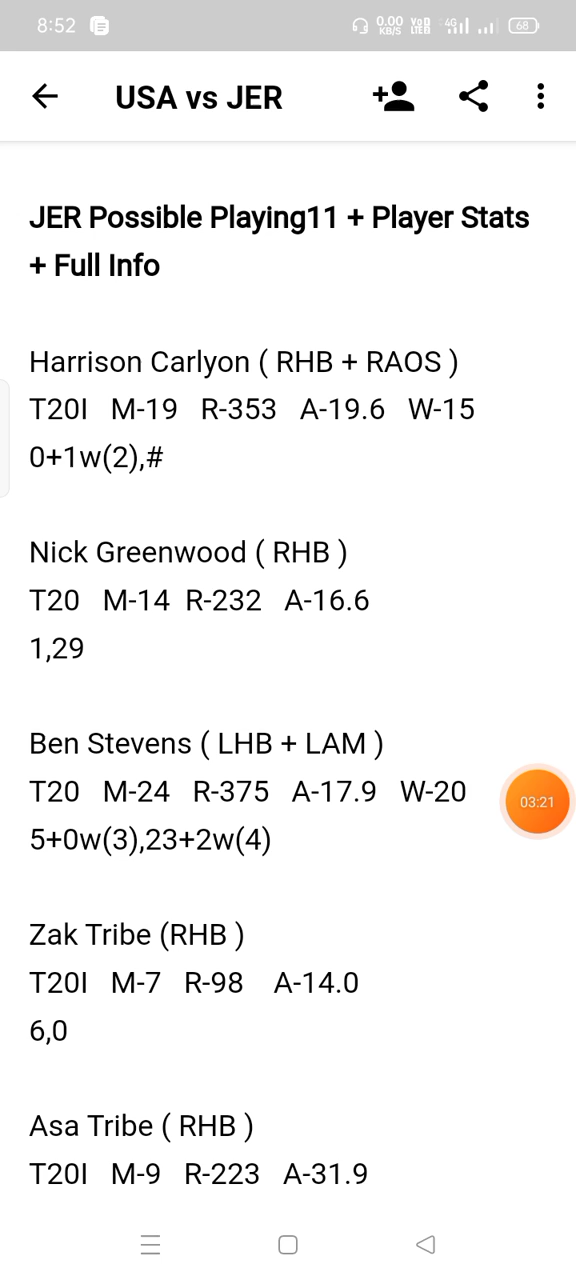 8:52 0.00 KB/S VoD LTED 4G 68
USA vs JER
JER Possible Playing11 + Player Stats
+ Full Info
Harrison Carlyon ( RHB + RAOS )
T20I M-19 R-353 A-19.6 W-15
0+1w(2),#
Nick Greenwood ( RHB )
T20 M-14 R-232 A-16.6
1,29
Ben Stevens ( LHB + LAM )
T20 M-24 R-375 A-17.9 W-20
03:21
5+0w(3),23+2w(4)
Zak Tribe (RHB )
T20I M-7 R-98 A-14.0
6,0
Asa Tribe ( RHB )
T20I M-9 R-223 A-31.9